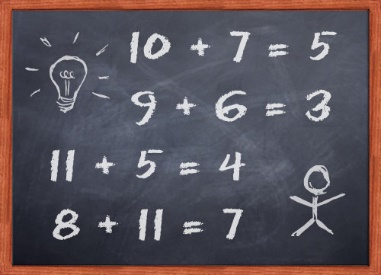 10 + 7 = 5
9 + 6 = 3
11 + 5 = 4
8 + 11 = 7